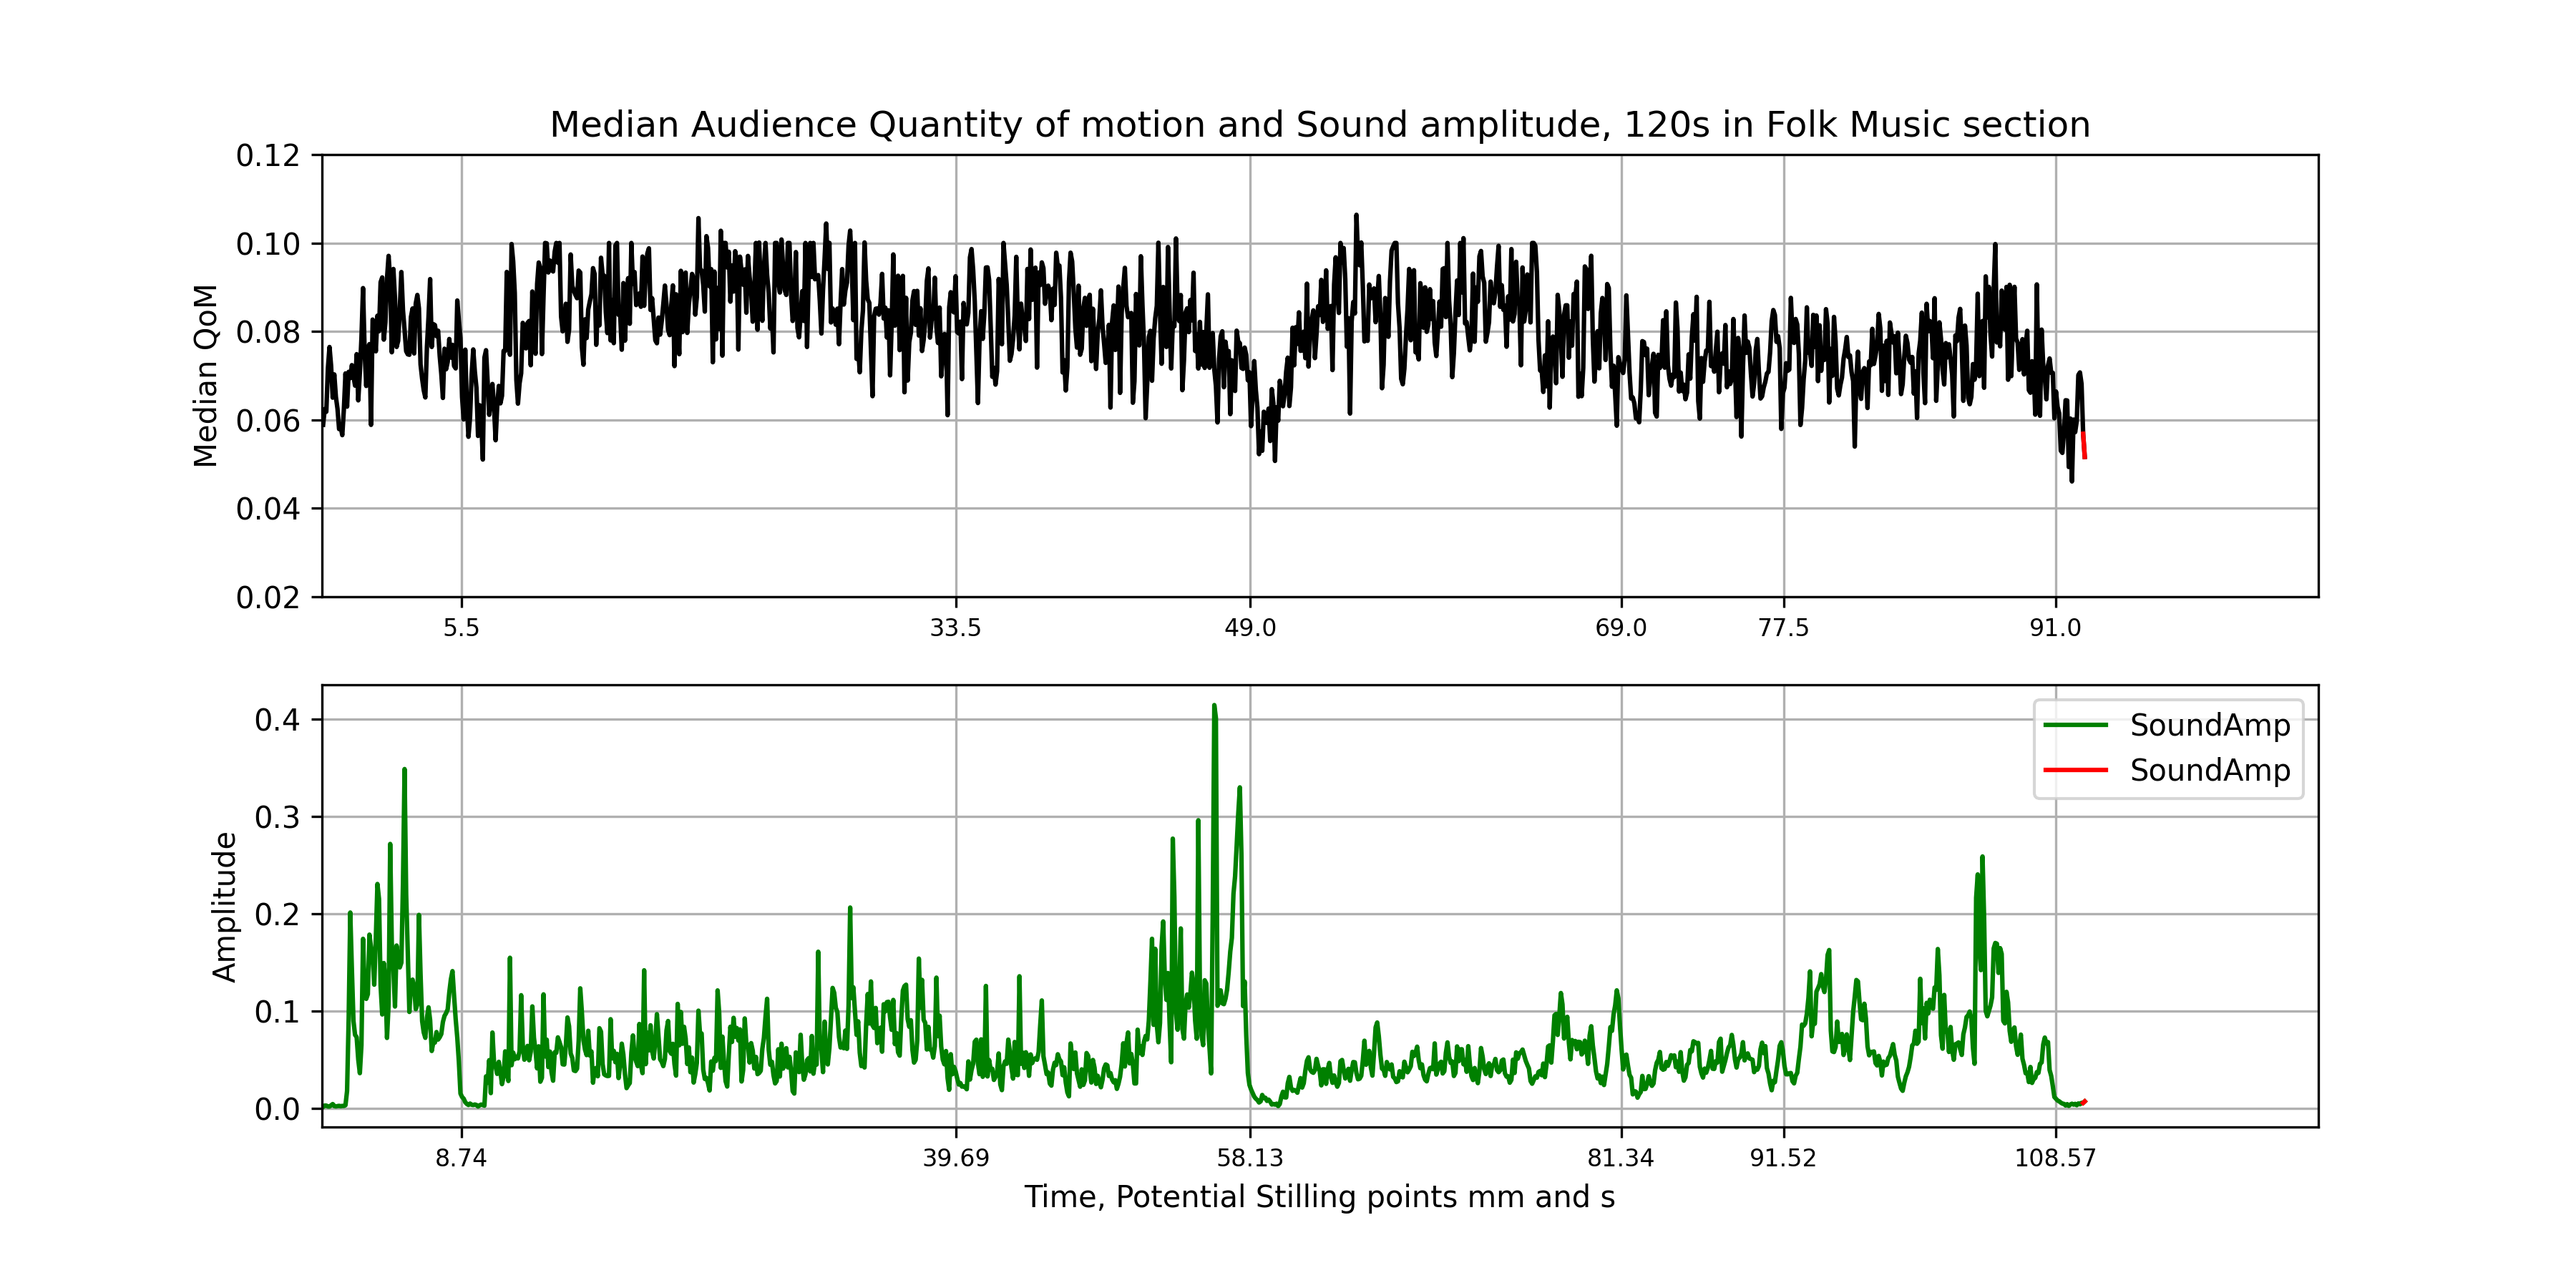 Median Audience Quantity of motion and Sound amplitude, 120s in Folk Music section
0.12
0.10
0.08
0.06
0.04
0.02
Median QoM
5.5 33.5 49.0 69.0 77.5 91.0
0.4
0.3
0.2
0.1
0.0
Amplitude
SoundAmp
SoundAmp
8.74 39.69 58.13 81.34 91.52 108.57
Time, Potential Stilling points mm and s